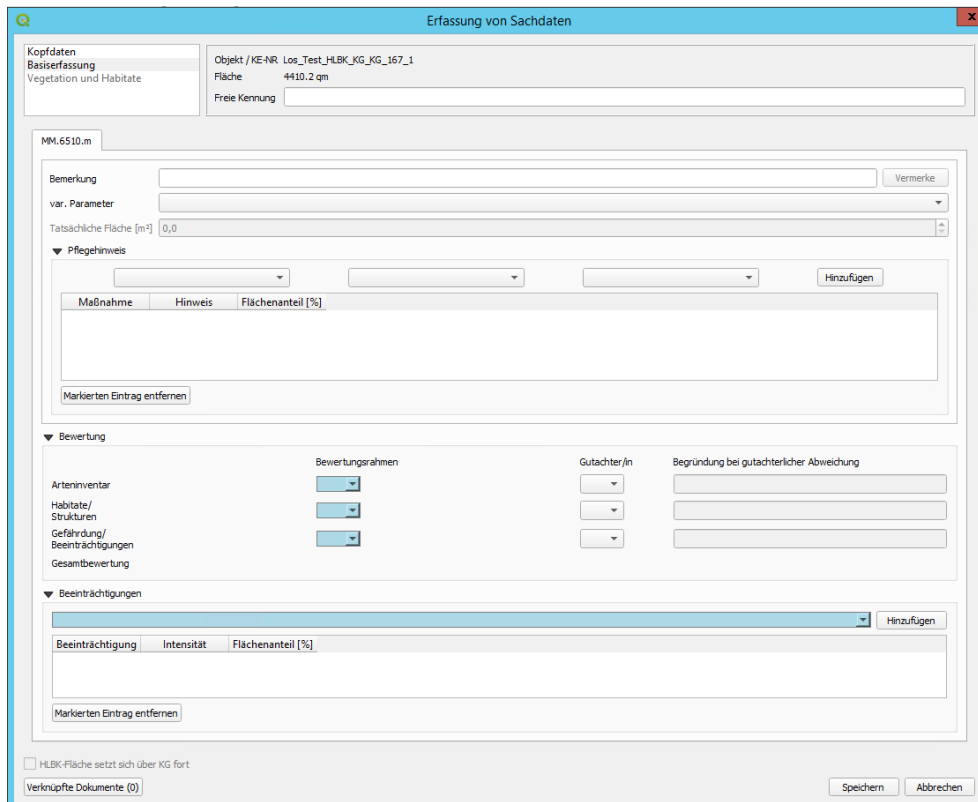 Erfassung von Sachdaten
x
Kopfdaten
Basiserfassung
Vegetation und Habitate
Objekt / KE-NR Los_Test_HLBK_KG_KG_167_1
Fläche 4410.2 qm
Freie Kennung
MM.6510.m
Bemerkung Vermerke
var. Parameter
Tatsächliche Fläche [m²] 0,0
Pflegehinweis
Hinzufügen
Maßnahme Hinweis Flächenanteil [%]
Markierten Eintrag entfernen
Bewertung
Bewertungsrahmen Gutachter/in Begründung bei gutachterlicher Abweichung
Arteninventar
Habitate/
Strukturen
Gefährdung/
Beeinträchtigungen
Gesamtbewertung
Beeinträchtigungen
Hinzufügen
Beeinträchtigung Intensität Flächenanteil [%]
Markierten Eintrag entfernen
HLBK-Fläche setzt sich über KG fort
Verknüpfte Dokumente (0) Speichern Abbrechen